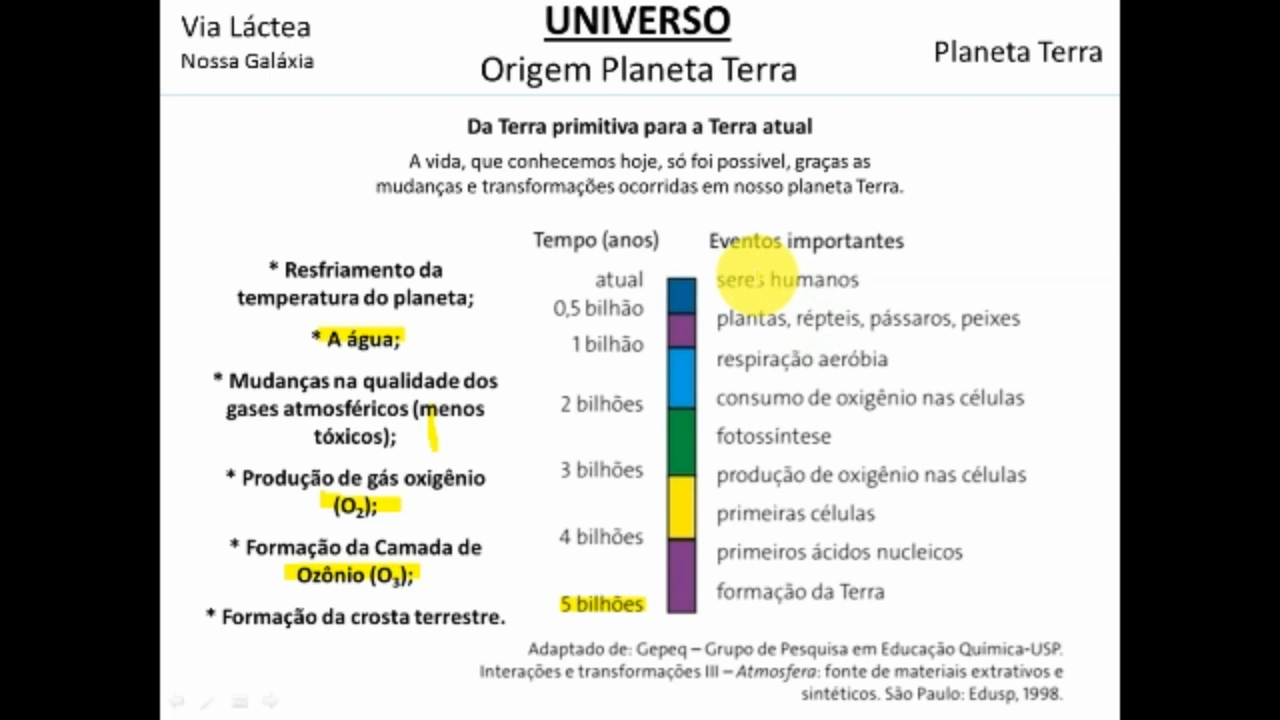 Via Láctea
Nossa Galáxia
UNIVERSO
Origem Planeta Terra
Planeta Terra
Da Terra primitiva para a Terra atual
A vida, que conhecemos hoje, só foi possível, graças as
mudanças e transformações ocorridas em nosso planeta Terra.
* Resfriamento da
temperatura do planeta;
* A água;
* Mudanças na qualidade dos
gases atmosféricos (menos
tóxicos);
* Produção de gás oxigênio
(O₂);
* Formação da Camada de
Ozônio (O₃);
* Formação da crosta terrestre.
Tempo (anos)
atual
0,5 bilhão
1 bilhão
2 bilhões
3 bilhões
4 bilhões
5 bilhões
Eventos importantes
seres humanos
plantas, répteis, pássaros, peixes
respiração aeróbia
consumo de oxigênio nas células
fotossíntese
produção de oxigênio nas células
primeiras células
primeiros ácidos nucleicos
formação da Terra
Adaptado de: Gepeq – Grupo de Pesquisa em Educação Química-USP.
Interações e transformações III – Atmosfera: fonte de materiais extrativos e
sintéticos. São Paulo: Edusp, 1998.